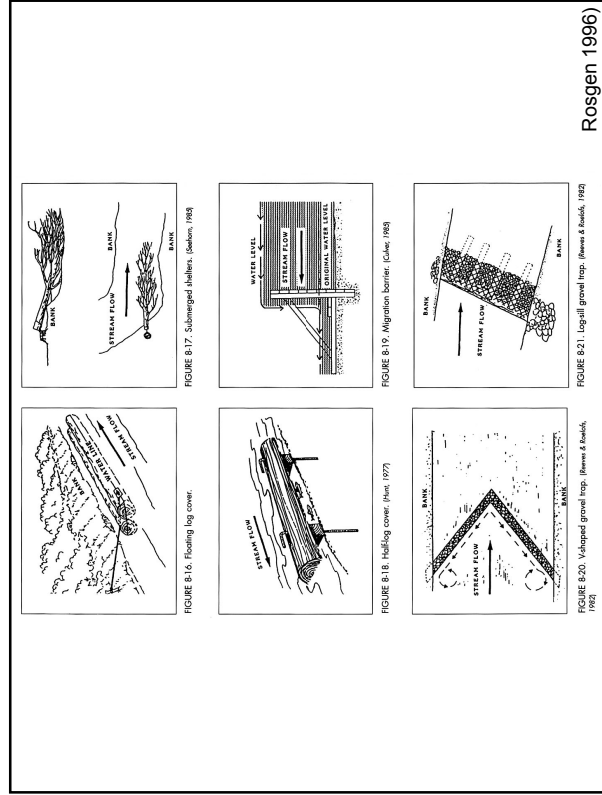 BANK
WATER LINE
STREAM FLOW
FIGURE 8-16. Floating log cover.
BANK
STREAM FLOW
BANK
BANK
FIGURE 8-17. Submerged shelters. (Seehorn, 1985)
STREAM FLOW
FIGURE 8-18. Half-log cover. (Hunt, 1977)
WATER LEVEL
STREAM FLOW
ORIGINAL WATER LEVEL
FIGURE 8-19. Migration barrier. (Culver, 1985)
BANK
STREAM FLOW
BANK
FIGURE 8-20. V-shaped gravel trap. (Reeves & Roelofs,
1982)
BANK
STREAM FLOW
BANK
FIGURE 8-21. Log-sill gravel trap. (Reeves & Roelofs, 1982)
Rosgen 1996)